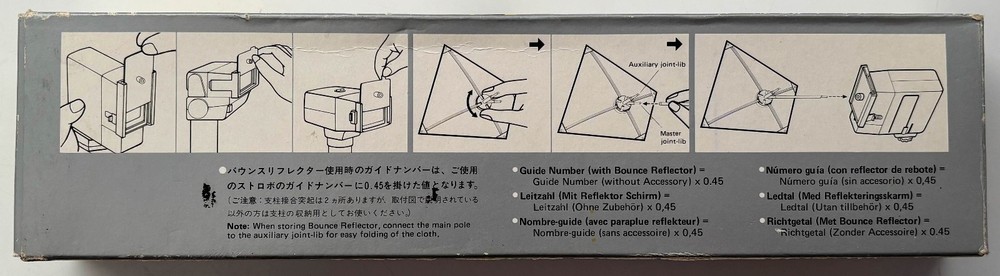 Auxiliary joint-lib
Master
joint-lib
●バウンスリフレクター使用時のガイドナンバーは、ご使用
のストロボのガイドナンバーに0.45を掛けた値となります。
(ご注意:支柱接合突起は2ヵ所ありますが、取付図で説明されている
以外の方は支柱の収納用としてお使いください。)
Note: When storing Bounce Reflector, connect the main pole
to the auxiliary joint-lib for easy folding of the cloth.
●Guide Number (with Bounce Reflector) =
Guide Number (without Accessory) x 0.45
●Leitzahl (Mit Reflektor Schirm) =
Leitzahl (Ohne Zubehör) x 0,45
●Nombre-guide (avec paraplue reflekteur) =
Nombre-guide (sans accessoire) x 0,45
●Número guía (con reflector de rebote) =
Número guía (sin accesorio) x 0,45
●Ledtal (Med Reflekteringsskarm) =
Ledtal (Utan tillbehör) x 0,45
●Richtgetal (Met Bounce Reflector) =
Richtgetal (Zonder Accessoire) x 0.45